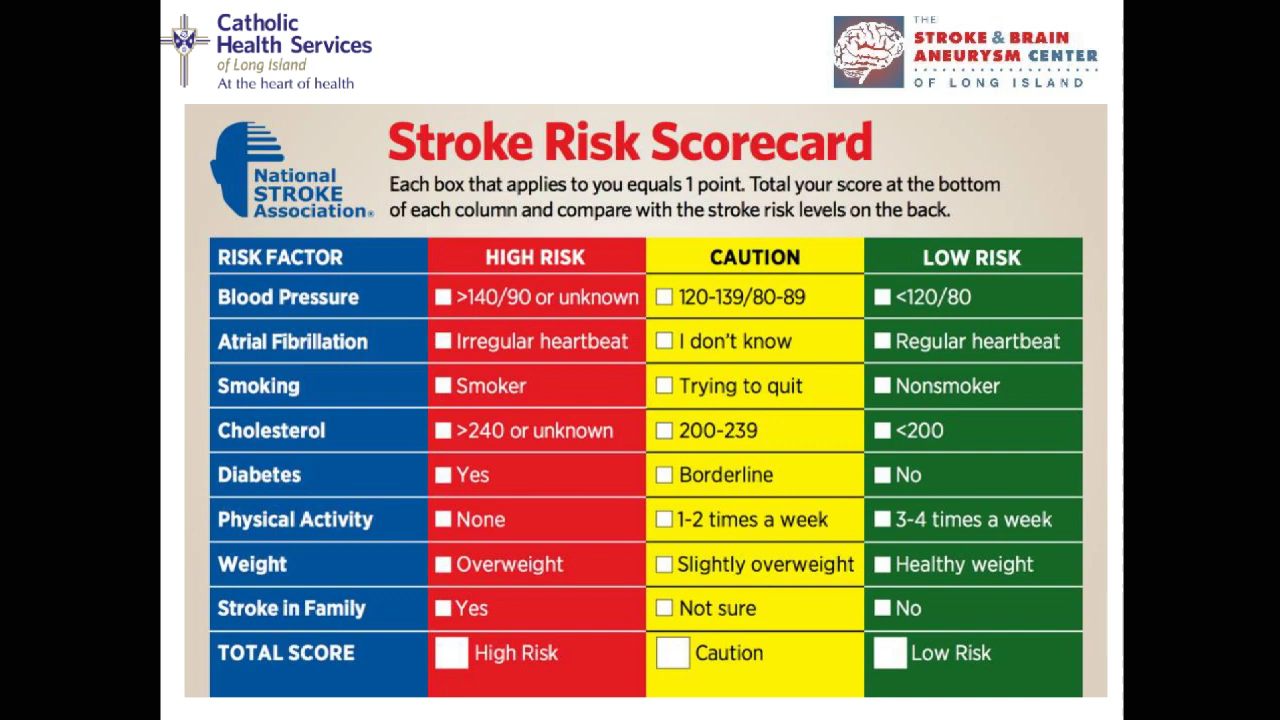 Catholic
Health Services
of Long Island
At the heart of health
THE
STROKE & BRAIN
ANEURYSM CENTER
OF LONG ISLAND
National
STROKE
Association®
Stroke Risk Scorecard
Each box that applies to you equals 1 point. Total your score at the bottom
of each column and compare with the stroke risk levels on the back.
RISK FACTOR HIGH RISK CAUTION LOW RISK
Blood Pressure >140/90 or unknown 120-139/80-89 <120/80
Atrial Fibrillation Irregular heartbeat I don't know Regular heartbeat
Smoking Smoker Trying to quit Nonsmoker
Cholesterol >240 or unknown 200-239 <200
Diabetes Yes Borderline No
Physical Activity None 1-2 times a week 3-4 times a week
Weight Overweight Slightly overweight Healthy weight
Stroke in Family Yes Not sure No
TOTAL SCORE High Risk Caution Low Risk